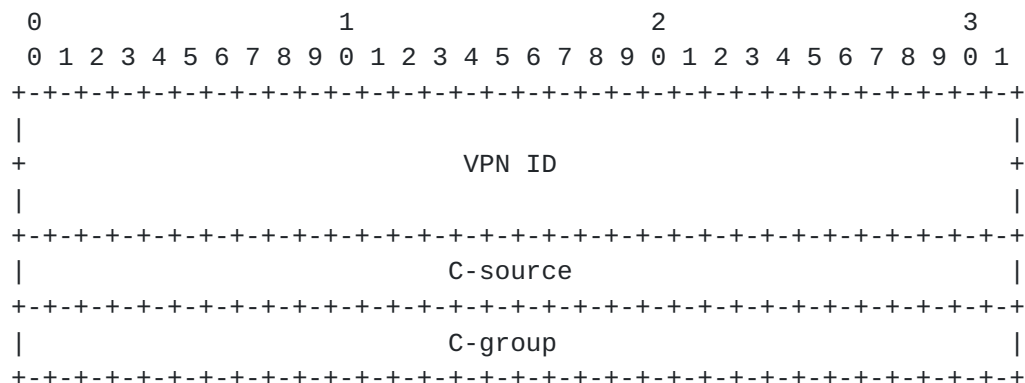 0                   1                   2                   3
 0 1 2 3 4 5 6 7 8 9 0 1 2 3 4 5 6 7 8 9 0 1 2 3 4 5 6 7 8 9 0 1
+-+-+-+-+-+-+-+-+-+-+-+-+-+-+-+-+-+-+-+-+-+-+-+-+-+-+-+-+-+-+-+-+
|                                                               |
+                            VPN ID                             +
|                                                               |
+-+-+-+-+-+-+-+-+-+-+-+-+-+-+-+-+-+-+-+-+-+-+-+-+-+-+-+-+-+-+-+-+
|                           C-source                            |
+-+-+-+-+-+-+-+-+-+-+-+-+-+-+-+-+-+-+-+-+-+-+-+-+-+-+-+-+-+-+-+-+
|                           C-group                             |
+-+-+-+-+-+-+-+-+-+-+-+-+-+-+-+-+-+-+-+-+-+-+-+-+-+-+-+-+-+-+-+-+